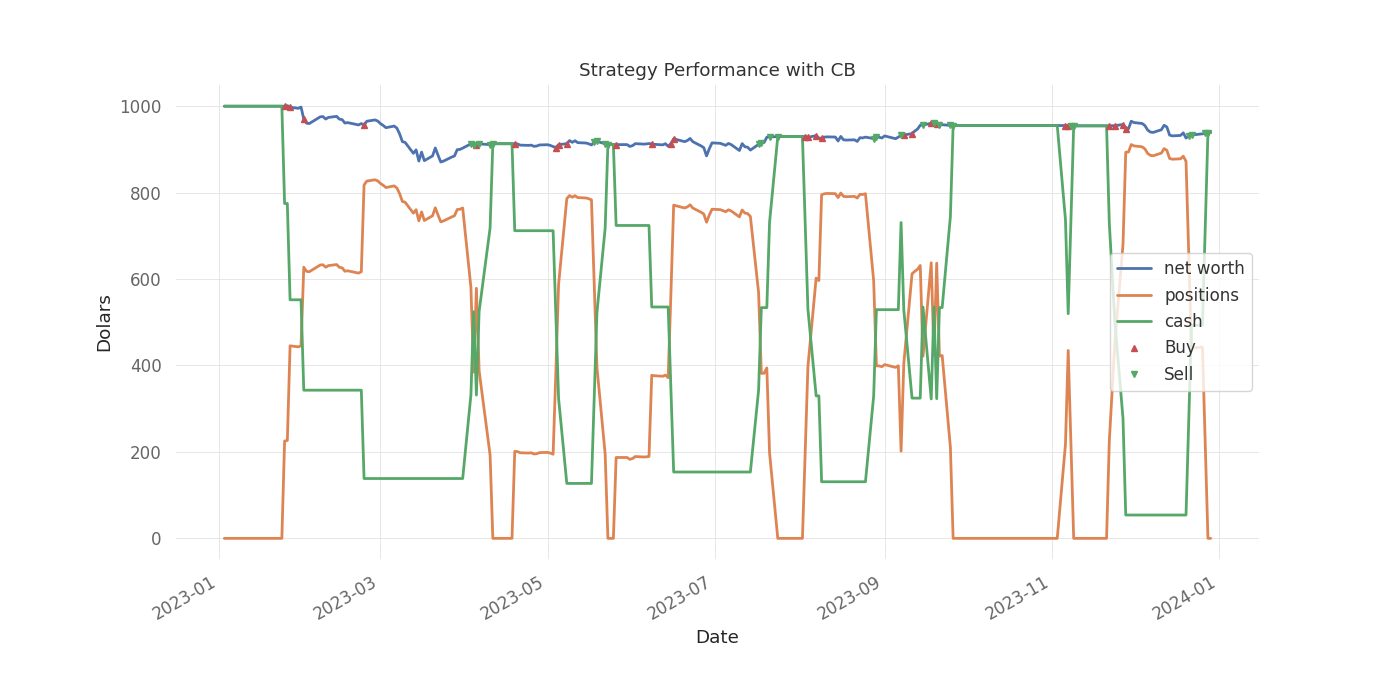 Strategy Performance with CB
1000
800
600
400
200
0
Dolars
net worth
positions
cash
Buy
Sell
2023-01
2023-03
2023-05
2023-07
2023-09
2023-11
2024-01
Date